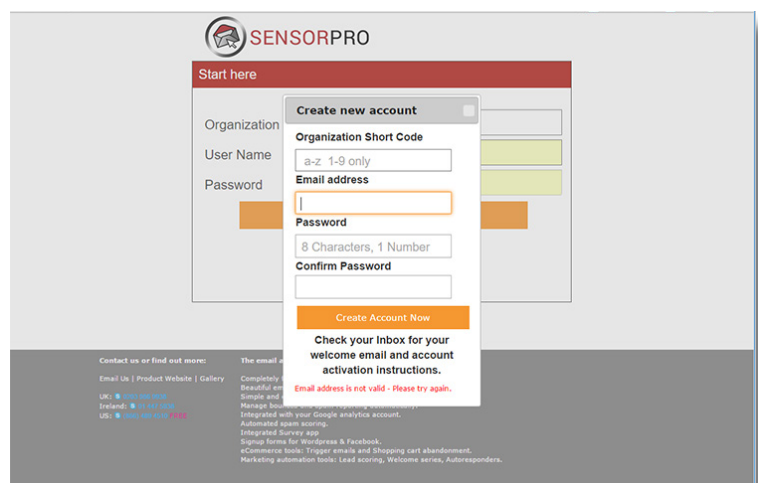 SENSORPRO
Start here
Organization
User Name
Password
Create new account
Organization Short Code
a-z 1-9 only
Email address
Password
8 Characters, 1 Number
Confirm Password
Create Account Now
Check your Inbox for your
welcome email and account
activation instructions.
Email address is not valid - Please try again.
Contact us or find out more:
Email Us | Product Website | Gallery
UK:
Ireland:
US: FREE
The email
Completely
Beautiful
Simple and
Manage
Integrated with your Google analytics account.
Automated spam scoring.
Integrated Survey app
Signup forms for Wordpress & Facebook.
eCommerce tools: Trigger emails and Shopping cart abandonment.
Marketing automation tools: Lead scoring, Welcome series, Autoresponders.